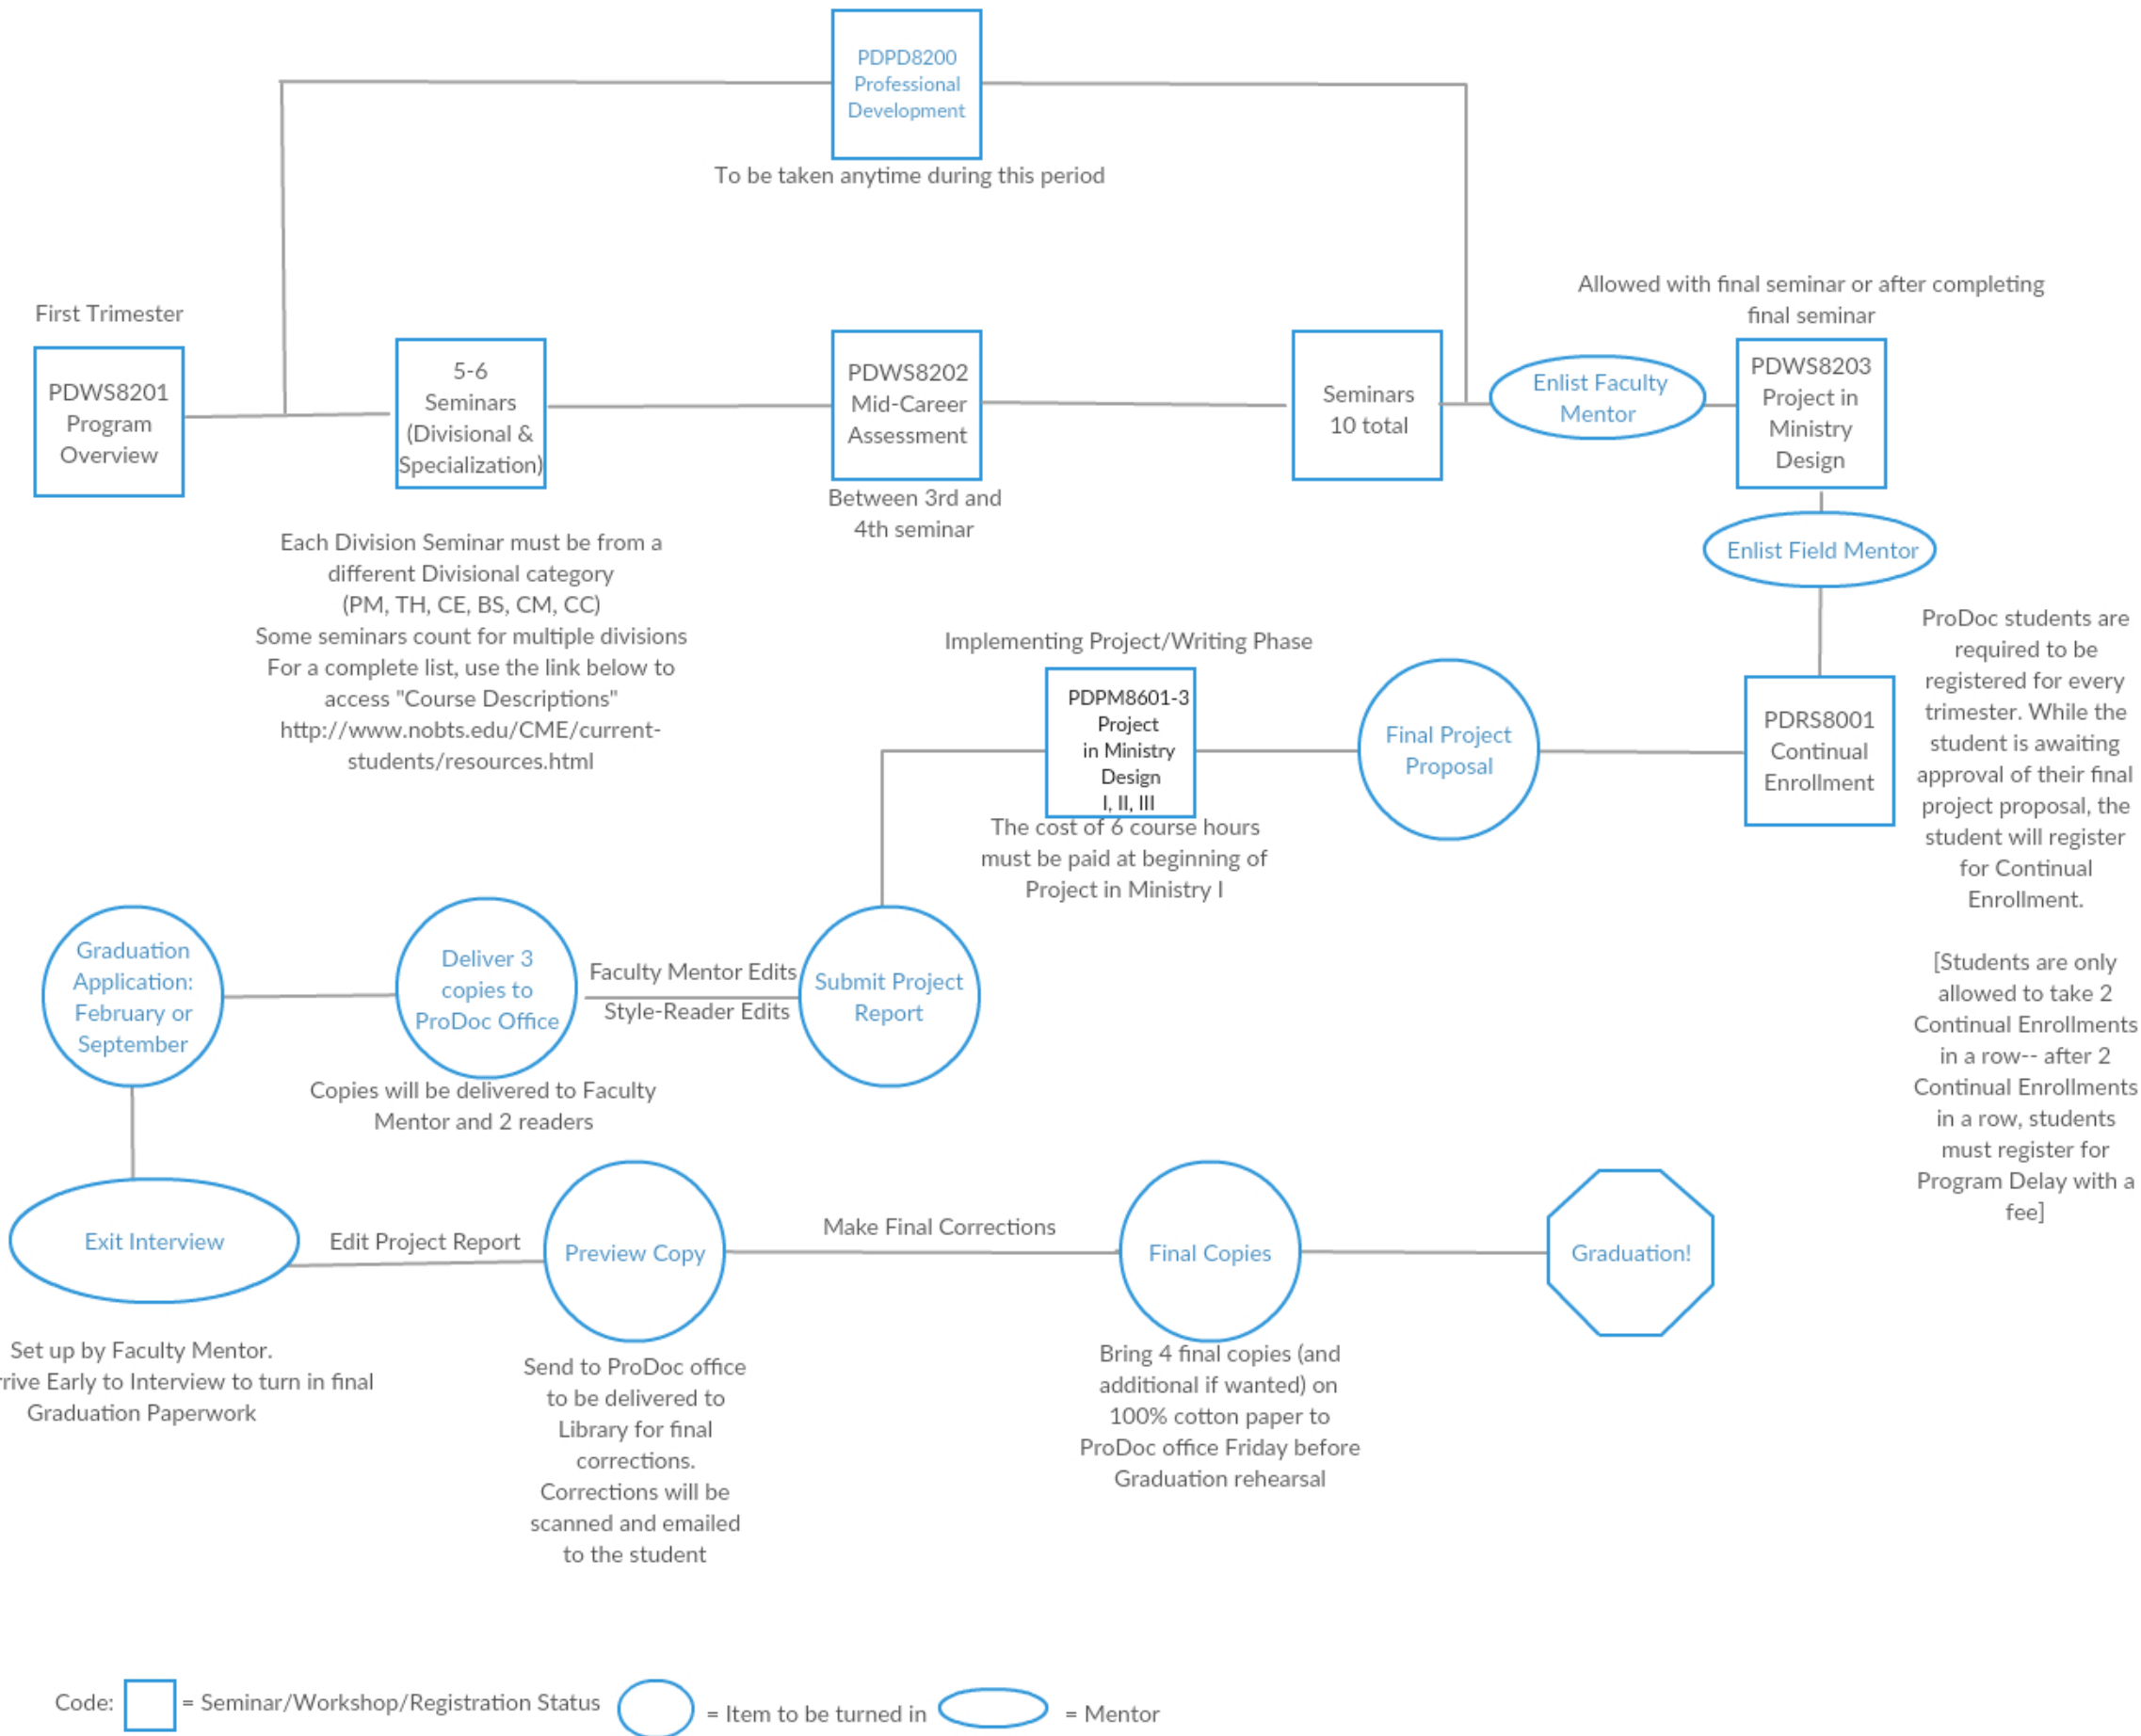 PDPD8200
Professional
Development
To be taken anytime during this period
First Trimester
PDWS8201
Program
Overview
5-6
Seminars
(Divisional &
Specialization)
Each Division Seminar must be from a
different Divisional category
(PM, TH, CE, BS, CM, CC)
Some seminars count for multiple divisions
For a complete list, use the link below to
access "Course Descriptions"
http://www.nobts.edu/CME/current-
students/resources.html
PDWS8202
Mid-Career
Assessment
Between 3rd and
4th seminar
Seminars
10 total
Enlist Faculty
Mentor
Allowed with final seminar or after completing
final seminar
PDWS8203
Project in
Ministry
Design
Enlist Field Mentor
PDRS8001
Continual
Enrollment
ProDoc students are
required to be
registered for every
trimester. While the
student is awaiting
approval of their final
project proposal, the
student will register
for Continual
Enrollment.
[Students are only
allowed to take 2
Continual Enrollments
in a row-- after 2
Continual Enrollments
in a row, students
must register for
Program Delay with a
fee]
Final Project
Proposal
Implementing Project/Writing Phase
PDPM8601-3
Project
in Ministry
Design
I, II, III
The cost of 6 course hours
must be paid at beginning of
Project in Ministry I
Submit Project
Report
Faculty Mentor Edits
Style-Reader Edits
Deliver 3
copies to
ProDoc Office
Copies will be delivered to Faculty
Mentor and 2 readers
Graduation
Application:
February or
September
Exit Interview
Set up by Faculty Mentor.
rrive Early to Interview to turn in final
Graduation Paperwork
Edit Project Report
Preview Copy
Send to ProDoc office
to be delivered to
Library for final
corrections.
Corrections will be
scanned and emailed
to the student
Make Final Corrections
Final Copies
Bring 4 final copies (and
additional if wanted) on
100% cotton paper to
ProDoc office Friday before
Graduation rehearsal
Graduation!
Code: = Seminar/Workshop/Registration Status = Item to be turned in = Mentor